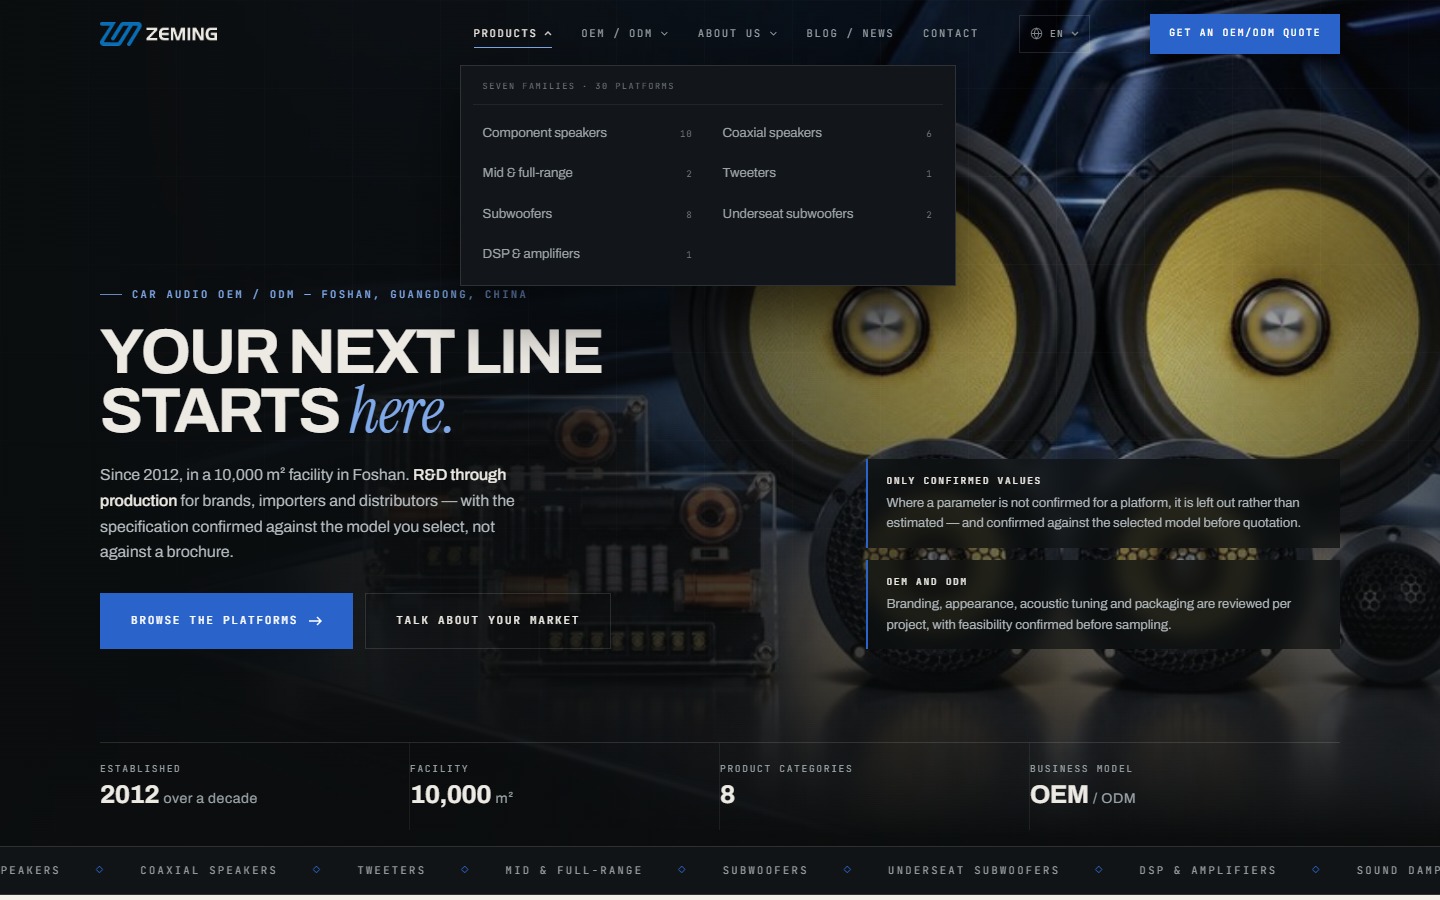 ZEMING
PRODUCTS
OEM / ODM
ABOUT US
BLOG / NEWS
CONTACT
EN
GET AN OEM/ODM QUOTE
SEVEN FAMILIES · 30 PLATFORMS
Component speakers 10
Coaxial speakers 6
Mid & full-range 2
Tweeters 1
Subwoofers 8
Underseat subwoofers 2
DSP & amplifiers 1
CAR AUDIO OEM / ODM — FOSHAN, GUANGDONG, CHINA
YOUR NEXT LINE
STARTS here.
Since 2012, in a 10,000 m² facility in Foshan. R&D through
production for brands, importers and distributors — with the
specification confirmed against the model you select, not
against a brochure.
BROWSE THE PLATFORMS →
TALK ABOUT YOUR MARKET
ONLY CONFIRMED VALUES
Where a parameter is not confirmed for a platform, it is left out rather than
estimated — and confirmed against the selected model before quotation.
OEM AND ODM
Branding, appearance, acoustic tuning and packaging are reviewed per
project, with feasibility confirmed before sampling.
ESTABLISHED
2012 over a decade
FACILITY
10,000 m²
PRODUCT CATEGORIES
8
BUSINESS MODEL
OEM / ODM
PEAKERS ◇ COAXIAL SPEAKERS ◇ TWEETERS ◇ MID & FULL-RANGE ◇ SUBWOOFERS ◇ UNDERSEAT SUBWOOFERS ◇ DSP & AMPLIFIERS ◇ SOUND DAMP